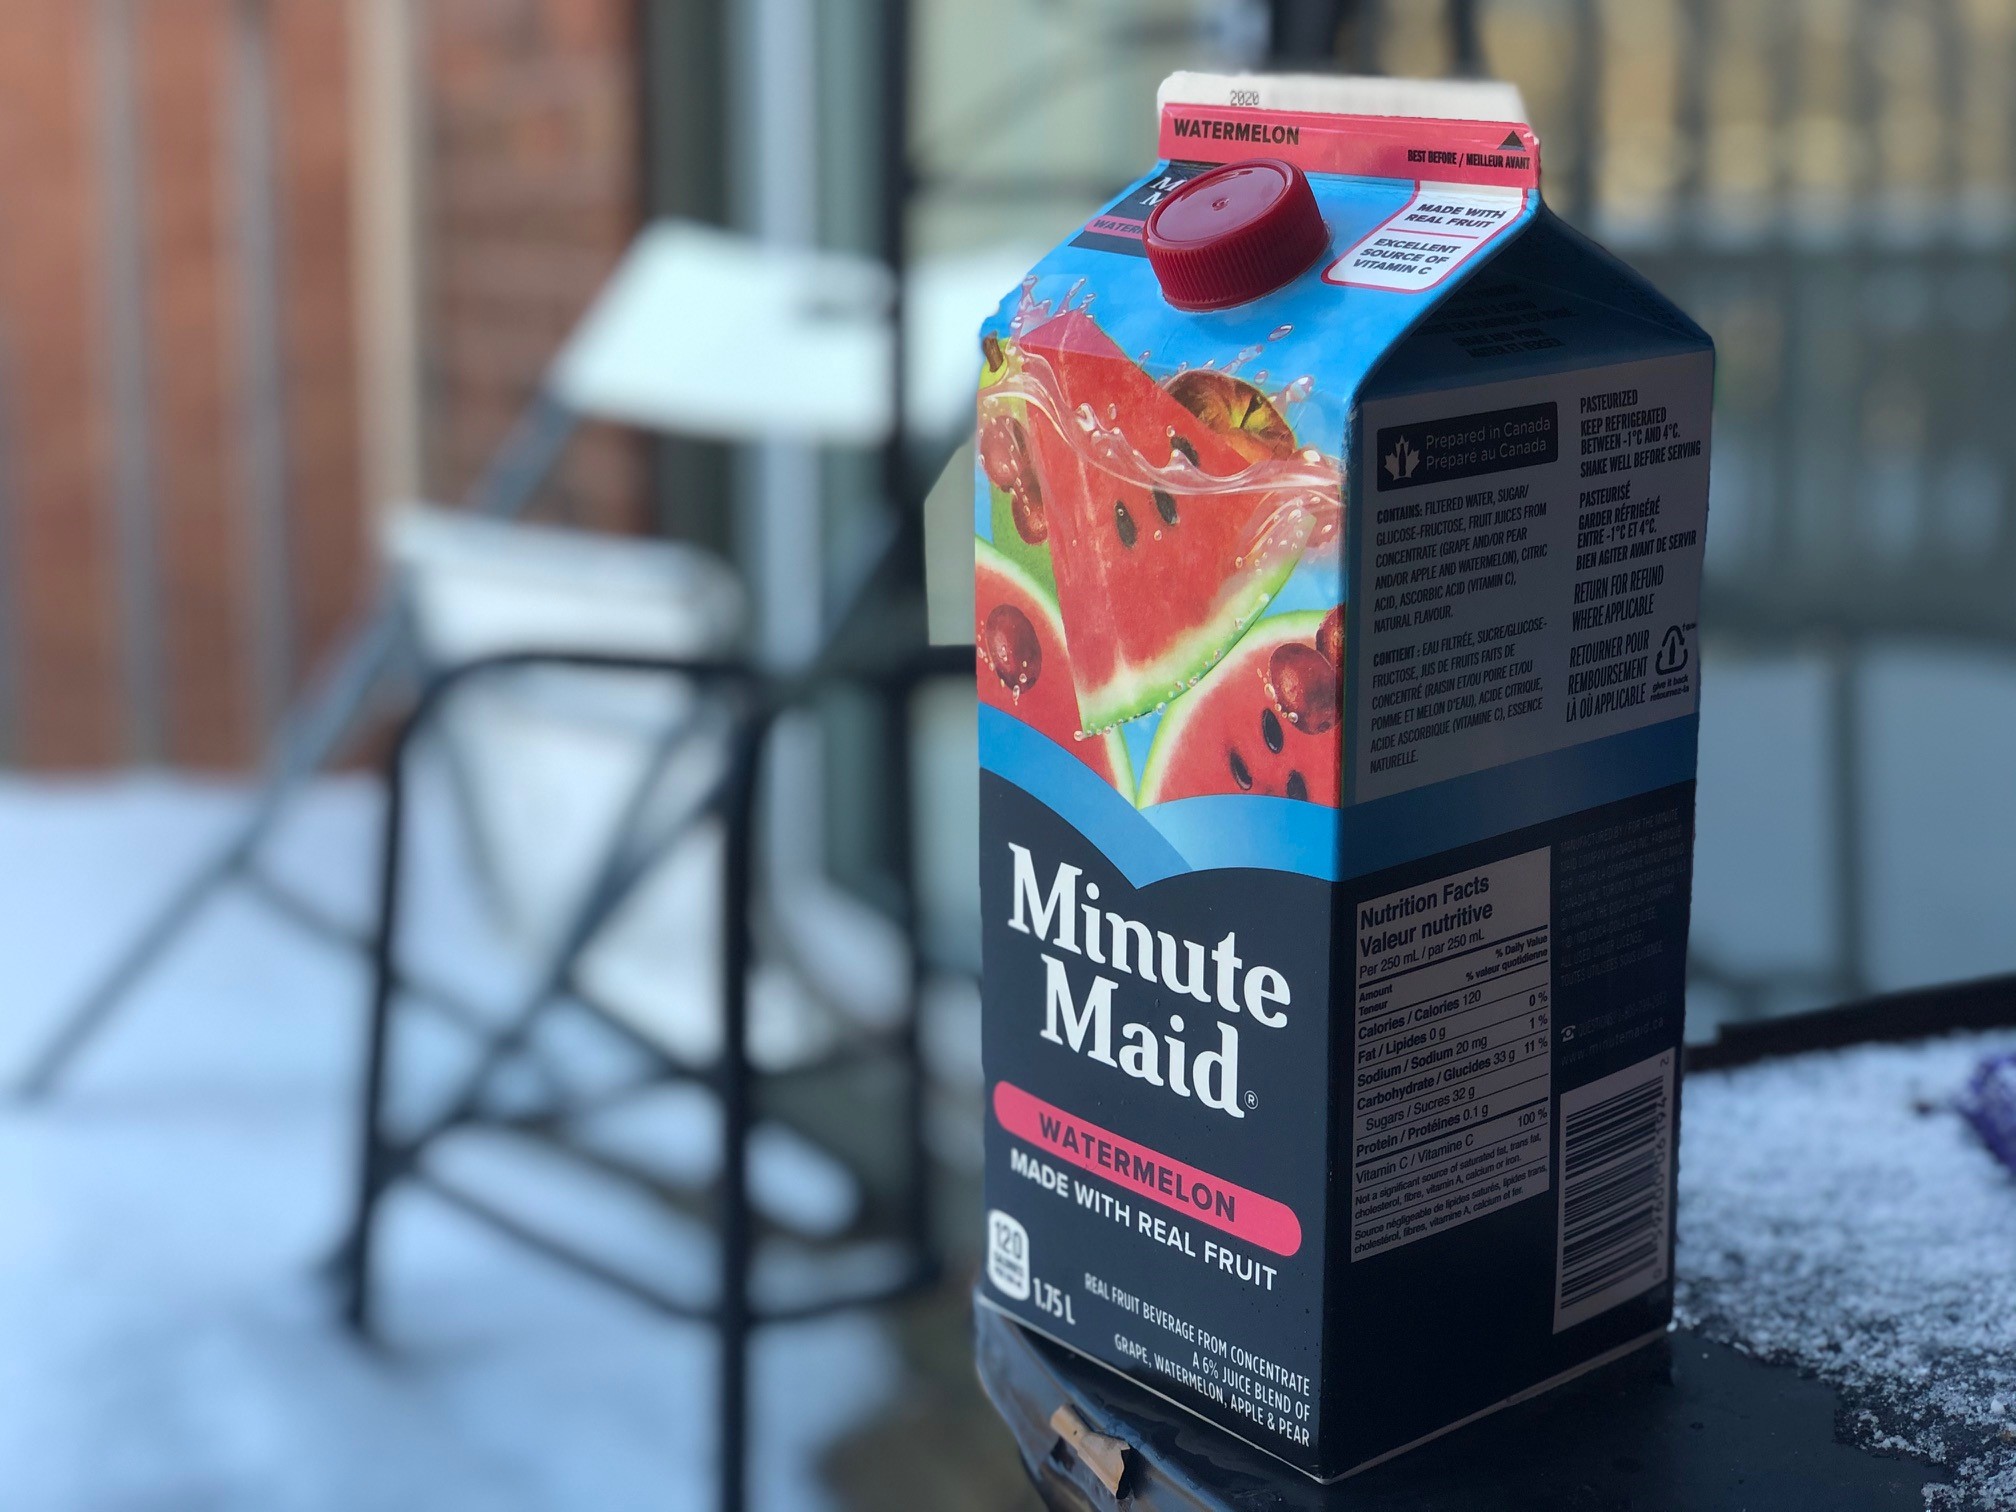 2020
WATERMELON
BEST BEFORE / MEILLEUR AVANT
MADE WITH
REAL FRUIT
EXCELLENT
SOURCE OF
VITAMIN C
Minute
Maid®
WATERMELON
MADE WITH REAL FRUIT
120
1.75 L
REAL FRUIT BEVERAGE FROM CONCENTRATE
A 6% JUICE BLEND OF
GRAPE, WATERMELON, APPLE & PEAR
Prepared in Canada
Préparé au Canada
CONTAINS: FILTERED WATER, SUGAR/
GLUCOSE-FRUCTOSE, FRUIT JUICES FROM
CONCENTRATE (GRAPE AND/OR PEAR
AND/OR APPLE AND WATERMELON), CITRIC
ACID, ASCORBIC ACID (VITAMIN C),
NATURAL FLAVOUR.
CONTIENT : EAU FILTRÉE, SUCRE/GLUCOSE-
FRUCTOSE, JUS DE FRUITS FAITS DE
CONCENTRÉ (RAISIN ET/OU POIRE ET/OU
POMME ET MELON D'EAU), ACIDE CITRIQUE,
ACIDE ASCORBIQUE (VITAMINE C), ESSENCE
NATURELLE.
PASTEURIZED
KEEP REFRIGERATED
BETWEEN -1°C AND 4°C.
SHAKE WELL BEFORE SERVING
PASTEURISÉ
GARDER RÉFRIGÉRÉ
ENTRE -1°C ET 4°C.
BIEN AGITER AVANT DE SERVIR
RETURN FOR REFUND
WHERE APPLICABLE
RETOURNER POUR
REMBOURSEMENT
LÀ OÙ APPLICABLE
give it back
retournez-la
Nutrition Facts
Valeur nutritive
Per 250 mL / par 250 mL
Amount % Daily Value
Teneur % valeur quotidienne
Calories / Calories 120
Fat / Lipides 0 g 0 %
Sodium / Sodium 20 mg 1 %
Carbohydrate / Glucides 33 g 11 %
Sugars / Sucres 32 g
Protein / Protéines 0.1 g
Vitamin C / Vitamine C 100 %
Not a significant source of saturated fat, trans fat,
cholesterol, fibre, vitamin A, calcium or iron.
Source négligeable de lipides saturés, lipides trans,
cholestérol, fibres, vitamine A, calcium et fer.
www.minutemaid.ca